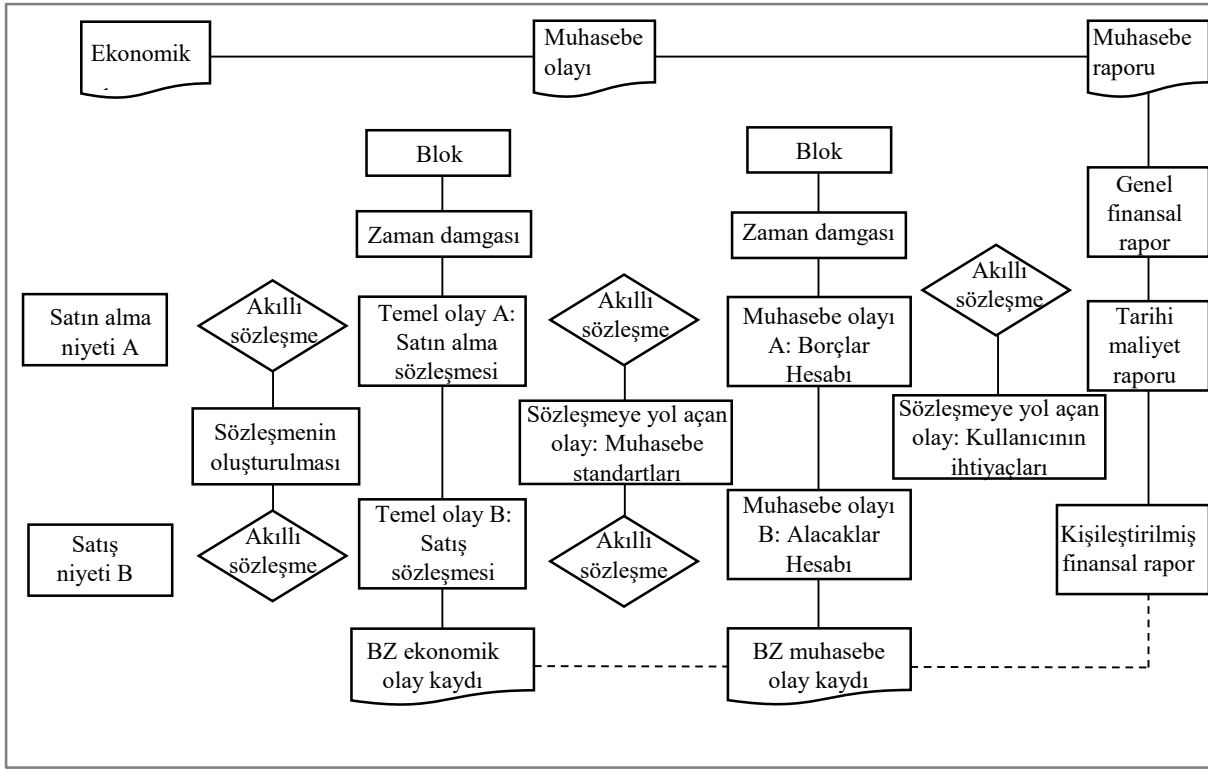 Ekonomik
Muhasebe
olayı
Muhasebe
raporu
Blok
Blok
Zaman damgası
Zaman damgası
Genel
finansal
rapor
Satın alma
niyeti A
Akıllı
sözleşme
Temel olay A:
Satın alma
sözleşmesi
Akıllı
sözleşme
Muhasebe olayı
A: Borçlar
Hesabı
Akıllı
sözleşme
Tarihi
maliyet
raporu
Sözleşmenin
oluşturulması
Sözleşmeye yol açan
olay: Muhasebe
standartları
Sözleşmeye yol açan
olay: Kullanıcının
ihtiyaçları
Satış
niyeti B
Akıllı
sözleşme
Temel olay B:
Satış
sözleşmesi
Akıllı
sözleşme
Muhasebe olayı
B: Alacaklar
Hesabı
Kişileştirilmiş
finansal rapor
BZ ekonomik
olay kaydı
BZ muhasebe
olay kaydı